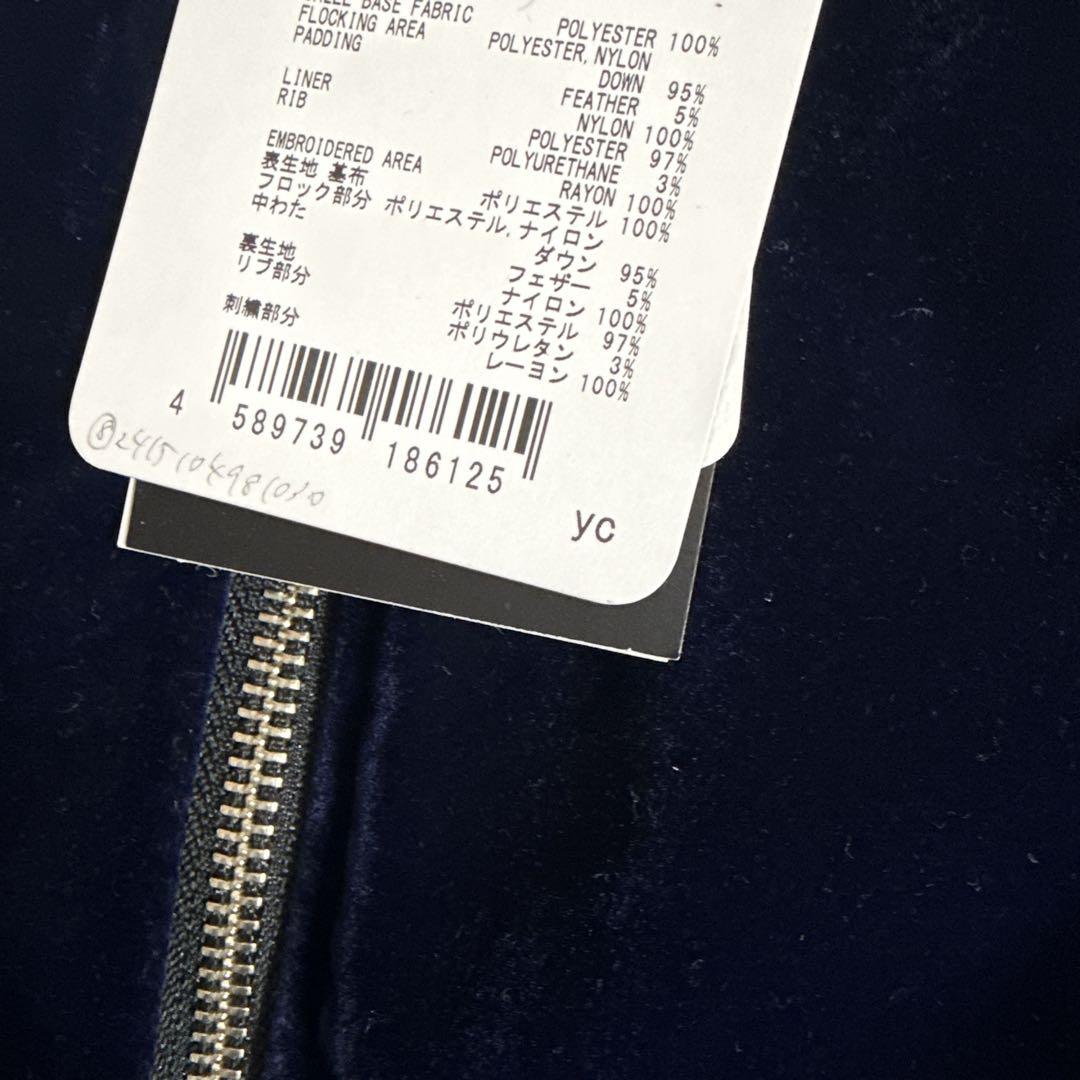 BASE FABRIC POLYESTER 100%
FLOCKING AREA POLYESTER,NYLON
PADDING DOWN 95%
FEATHER 5%
LINER NYLON 100%
RIB POLYESTER 97%
POLYURETHANE 3%
EMBROIDERED AREA RAYON 100%
表生地 基布 ポリエステル 100%
フロック部分 ポリエステル,ナイロン
中わた ダウン 95%
フェザー 5%
裏生地 ナイロン 100%
リブ部分 ポリエステル 97%
ポリウレタン 3%
刺繍部分 レーヨン 100%
4 589739 186125
yc